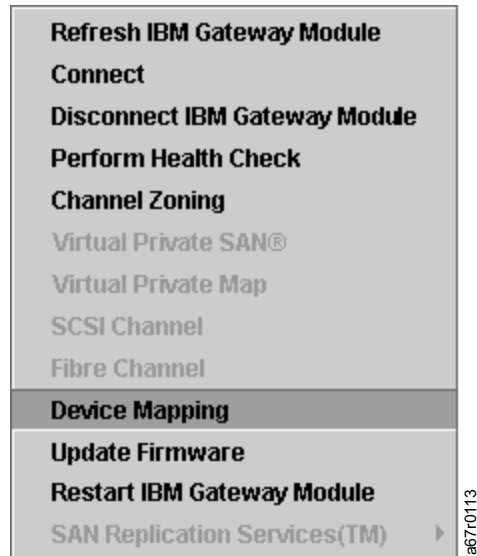 Refresh IBM Gateway Module
Connect
Disconnect IBM Gateway Module
Perform Health Check
Channel Zoning
Virtual Private SAN®
Virtual Private Map
SCSI Channel
Fibre Channel
Device Mapping
Update Firmware
Restart IBM Gateway Module
SAN Replication Services(TM)
a67r0113